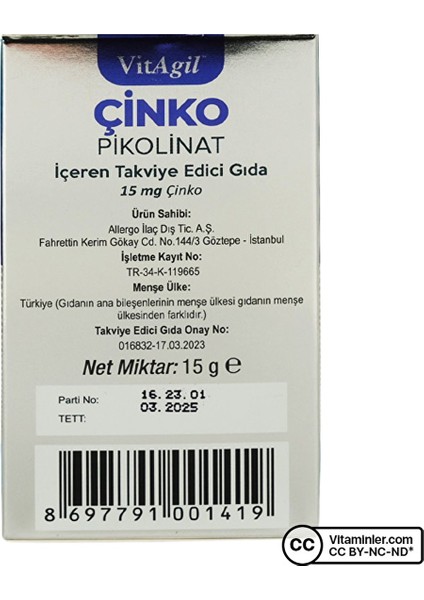 VitAgil™
ÇİNKO
PİKOLİNAT
İçeren Takviye Edici Gıda
15 mg Çinko
Ürün Sahibi:
Allergo İlaç Dış Tic. A.Ş.
Fahrettin Kerim Gökay Cd. No.144/3 Göztepe - İstanbul
İşletme Kayıt No:
TR-34-K-119665
Menşe Ülke:
Türkiye (Gıdanın ana bileşenlerinin menşe ülkesi gıdanın menşe
ülkesinden farklıdır.)
Takviye Edici Gıda Onay No:
016832-17.03.2023
Net Miktar: 15 g ℮
Parti No: 16.23.01
TETT: 03.2025
8 697791 001419
CC Vitaminler.com
CC BY-NC-ND*